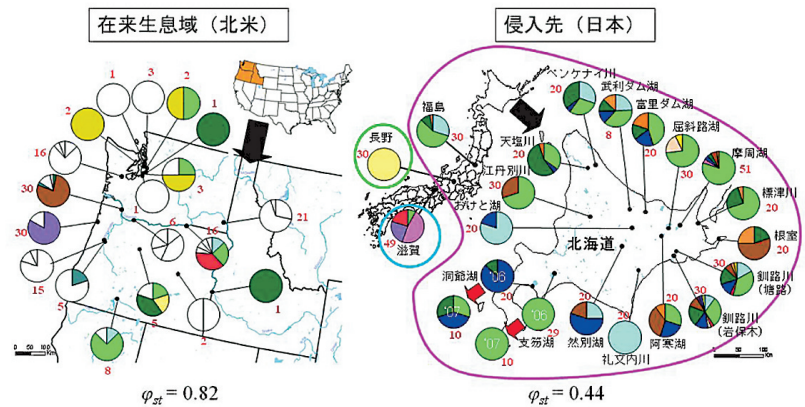 在来生息域（北米）
侵入先（日本）
1
3
2
1
2
16
30
1
3
30
6
16
21
15
5
5
2
1
8
0 50 100 Km
φst = 0.82
ペンケナイ川
20
武利ダム湖
8
富里ダム湖
20
屈斜路湖
30
摩周湖
51
標津川
20
根室
20
釧路川
(塘路)
30
釧路川
(岩保木)
30
阿寒湖
20
札内川
20
然別湖
20
支笏湖
'06
29
'07
10
洞爺湖
'06
20
'07
10
おけと湖
20
江丹別川
30
天塩川
20
福島
30
長野
30
滋賀
49
北海道
φst = 0.44